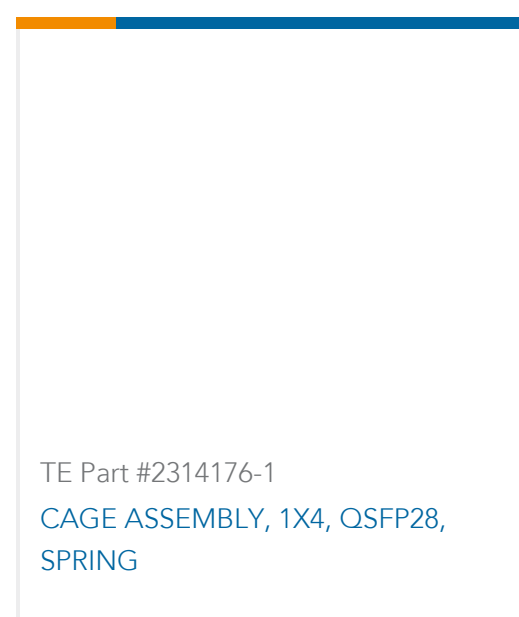 TE Part #2314176-1
CAGE ASSEMBLY, 1X4, QSFP28,
SPRING